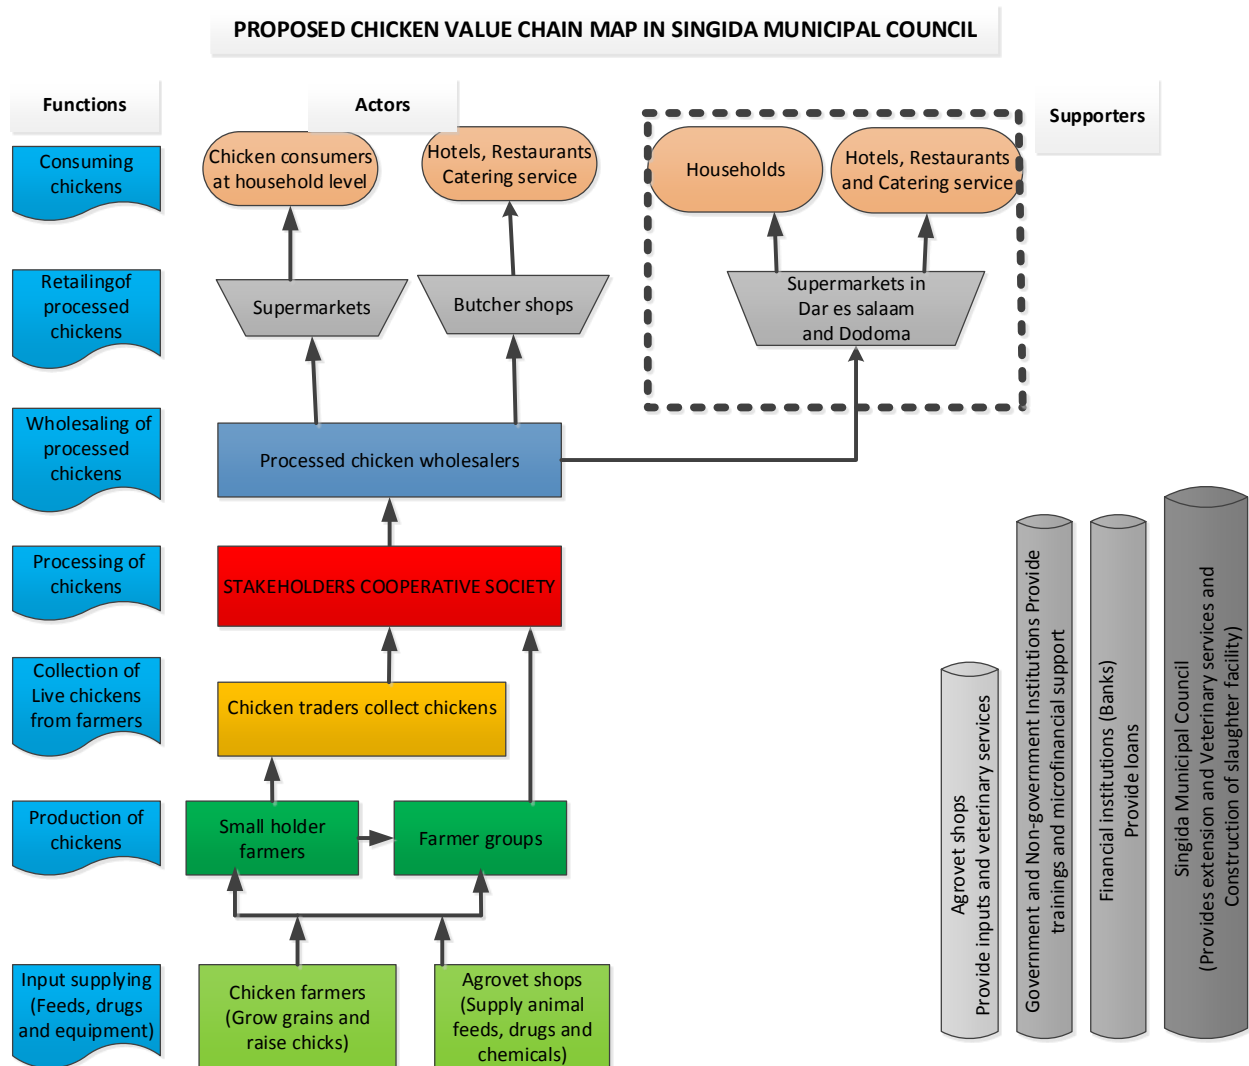 PROPOSED CHICKEN VALUE CHAIN MAP IN SINGIDA MUNICIPAL COUNCIL
Functions
Actors
Supporters
Consuming
chickens
Chicken consumers
at household level
Hotels, Restaurants
Catering service
Households
Hotels, Restaurants
and Catering service
Retailingof
processed
chickens
Supermarkets
Butcher shops
Supermarkets in
Dar es salaam
and Dodoma
Wholesaling of
processed
chickens
Processed chicken wholesalers
Processing of
chickens
STAKEHOLDERS COOPERATIVE SOCIETY
Collection of
Live chickens
from farmers
Chicken traders collect chickens
Production of
chickens
Small holder
farmers
Farmer groups
Input supplying
(Feeds, drugs
and equipment)
Chicken farmers
(Grow grains and
raise chicks)
Agrovet shops
(Supply animal
feeds, drugs and
chemicals)
Agrovet shops
Provide inputs and veterinary services
Government and Non-government Institutions Provide
trainings and microfinancial support
Financial institutions (Banks)
Provide loans
Singida Municipal Council
(Provides extension and Veterinary services and
Construction of slaughter facility)